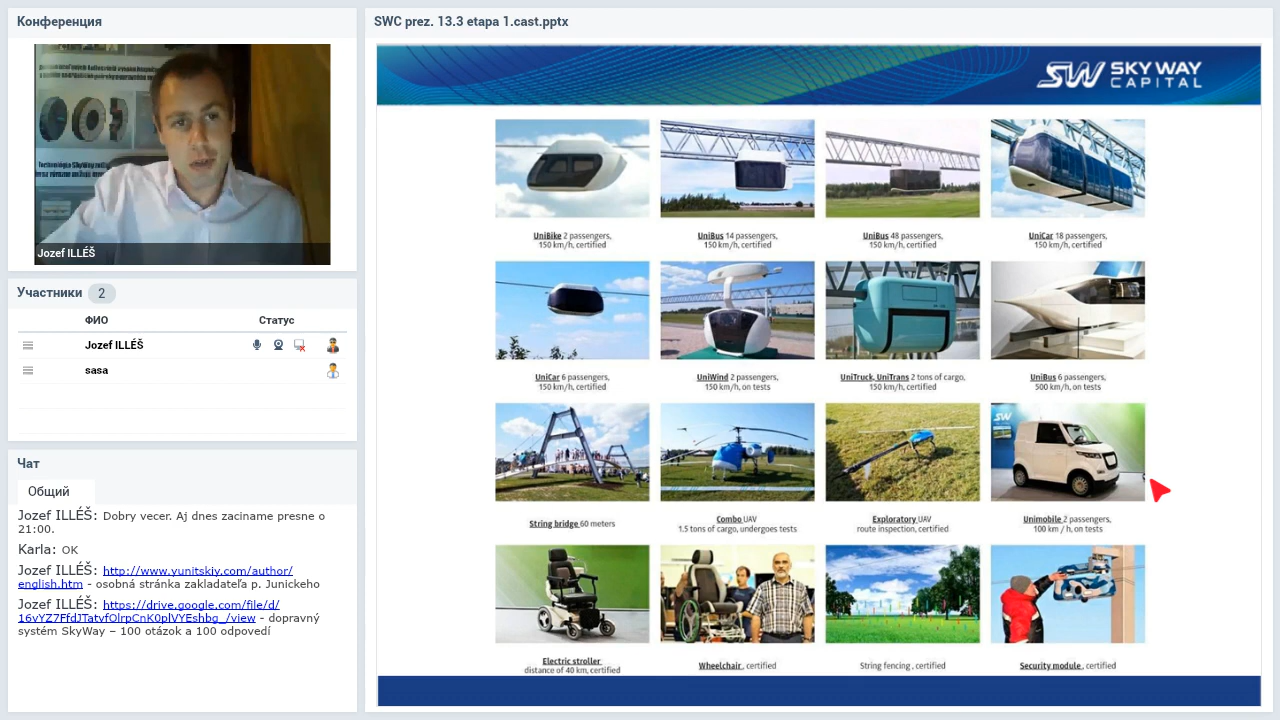 Конференция
Jozef ILLÉŠ
Участники 2
ФИО Статус
Jozef ILLÉŠ
sasa
Чат
Общий
Jozef ILLÉŠ: Dobry vecer. Aj dnes zaciname presne o
21:00.
Karla: OK
Jozef ILLÉŠ: http://www.yunitskiy.com/author/
english.htm - osobná stránka zakladateľa p. Junickeho
Jozef ILLÉŠ: https://drive.google.com/file/d/
16vYZ7FfdJTatvfOlrpCnK0plVYEshbg_/view - dopravný
systém SkyWay – 100 otázok a 100 odpovedí
SWC prez. 13.3 etapa 1.cast.pptx
SW SKY WAY
CAPITAL
UniBike 2 passengers,
150 km/h, certified
UniBus 14 passengers,
150 km/h, certified
UniBus 48 passengers,
150 km/h, certified
UniCar 18 passengers,
150 km/h, certified
UniCar 6 passengers,
150 km/h, certified
UniWind 2 passengers,
150 km/h, on tests
UniTruck, UniTrans 2 tons of cargo,
150 km/h, certified
UniBus 6 passengers,
500 km/h, on tests
String bridge 60 meters
Combo UAV
1.5 tons of cargo, undergoes tests
Exploratory UAV
route inspection, certified
SW
Unimobile 2 passengers,
100 km / h, on tests
Electric stroller
distance of 40 km, certified
Wheelchair , certified
String fencing , certified
Security module , certified